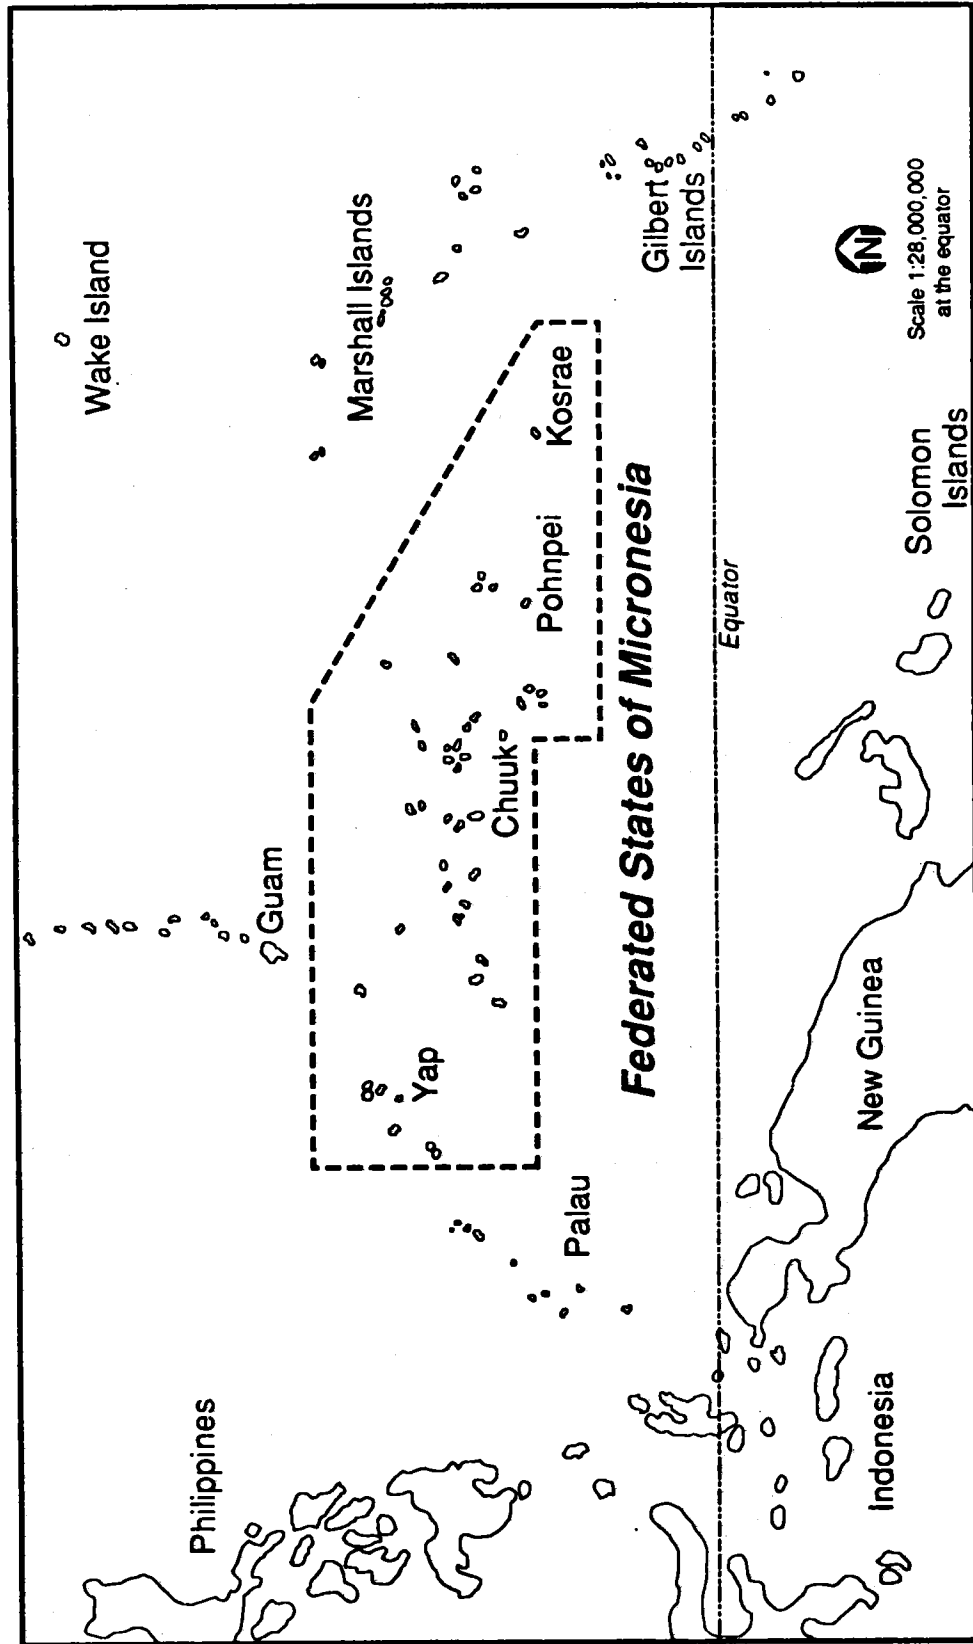 Wake Island
Marshall Islands
Guam
Philippines
Yap
Chuuk
Pohnpei
Kosrae
Gilbert
Islands
Palau
Federated States of Micronesia
Equator
N
Scale 1:28,000,000
at the equator
Solomon
Islands
New Guinea
Indonesia